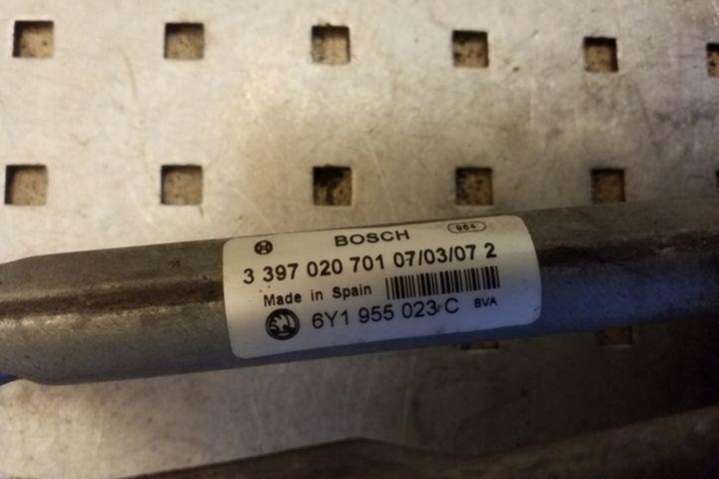 BOSCH
3 397 020 701 07/03/07 2
Made in Spain
6Y1 955 023 C BVA